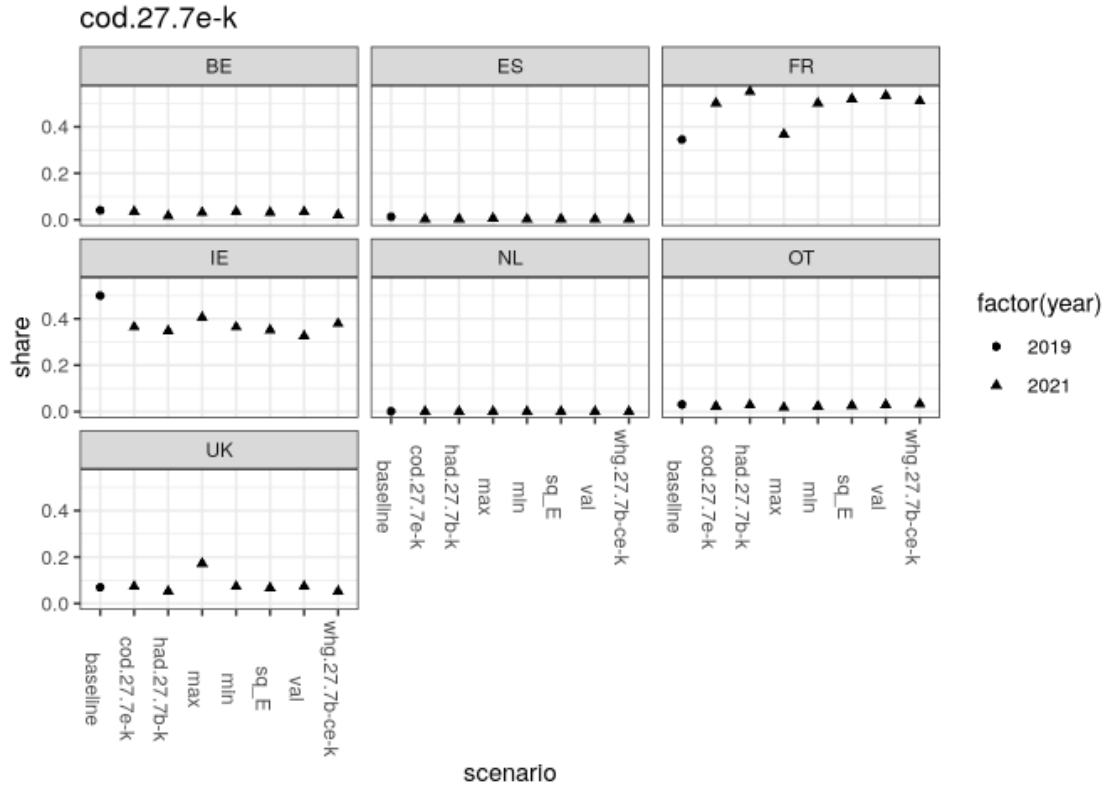 cod.27.7e-k
BE
ES
FR
0.4
0.2
0.0
IE
NL
OT
0.4
0.2
0.0
share
factor(year)
2019
2021
UK
0.4
0.2
0.0
baseline
cod.27.7e-k
had.27.7b-k
max
min
sq_E
val
whg.27.7b-ce-k
baseline
cod.27.7e-k
had.27.7b-k
max
min
sq_E
val
whg.27.7b-ce-k
baseline
cod.27.7e-k
had.27.7b-k
max
min
sq_E
val
whg.27.7b-ce-k
scenario